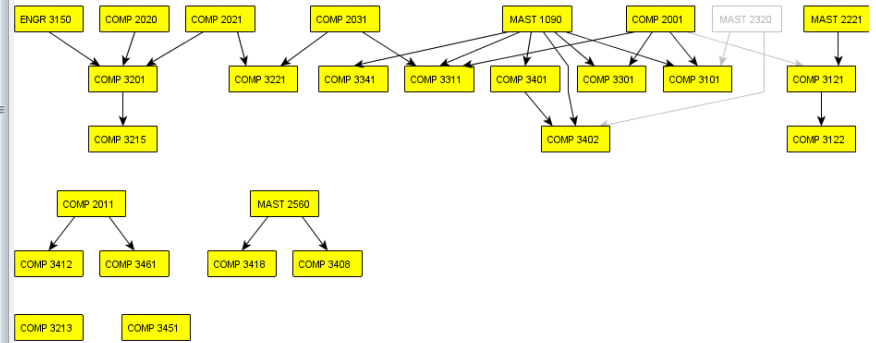 ENGR 3150
COMP 2020
COMP 2021
COMP 2031
MAST 1090
COMP 2001
MAST 2320
MAST 2221
COMP 3201
COMP 3221
COMP 3341
COMP 3311
COMP 3401
COMP 3301
COMP 3101
COMP 3121
COMP 3215
COMP 3402
COMP 3122
COMP 2011
MAST 2560
COMP 3412
COMP 3461
COMP 3418
COMP 3408
COMP 3213
COMP 3451